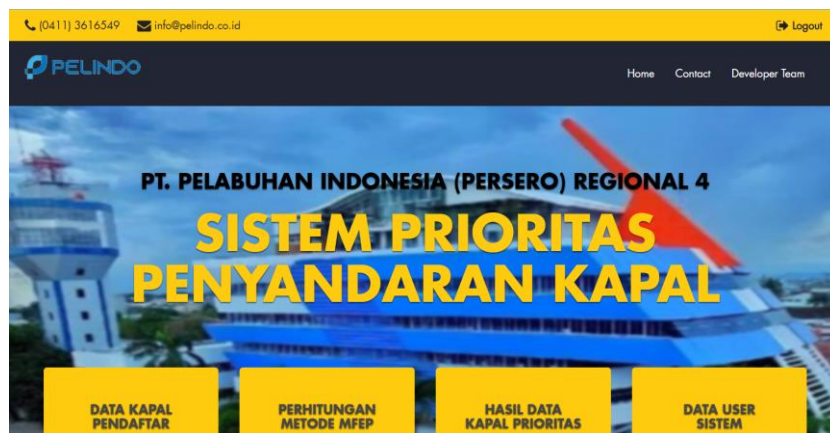 (0411) 3616549 info@pelindo.co.id Logout
PELINDO
Home Contact Developer Team
PT. PELABUHAN INDONESIA (PERSERO) REGIONAL 4
SISTEM PRIORITAS
PENYANDARAN KAPAL
DATA KAPAL
PENDAFTAR
PERHITUNGAN
METODE MFEP
HASIL DATA
KAPAL PRIORITAS
DATA USER
SISTEM